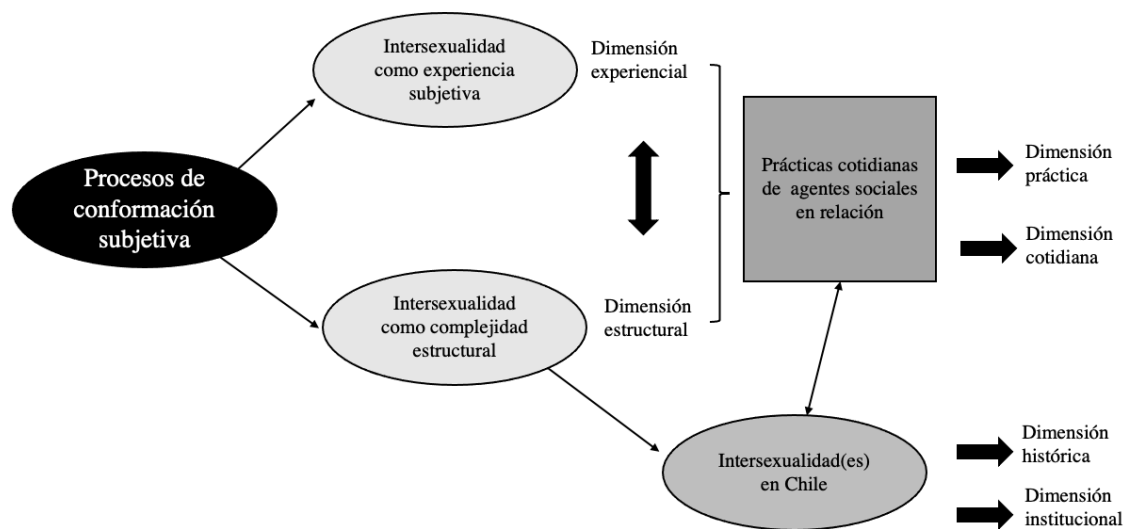 Intersexualidad
como experiencia
subjetiva
Dimensión
experiencial
Procesos de
conformación
subjetiva
Prácticas cotidianas
de agentes sociales
en relación
Dimensión
práctica
Dimensión
cotidiana
Intersexualidad
como complejidad
estructural
Dimensión
estructural
Intersexualidad(es)
en Chile
Dimensión
histórica
Dimensión
institucional